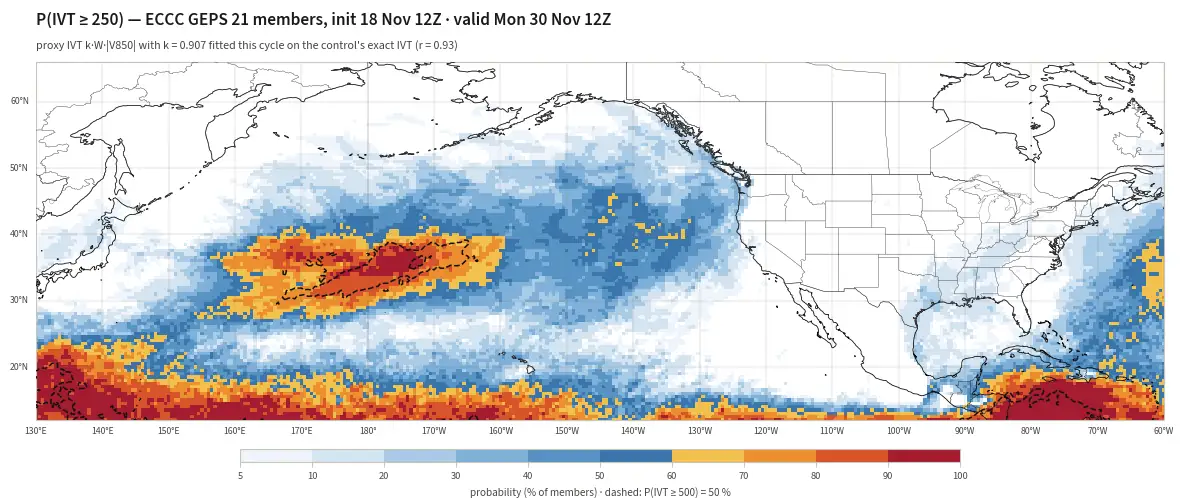 P(IVT ≥ 250) — ECCC GEPS 21 members, init 18 Nov 12Z · valid Mon 30 Nov 12Z
proxy IVT k·W·|V850| with k = 0.907 fitted this cycle on the control's exact IVT (r = 0.93)
60°N
50°N
40°N
30°N
20°N
130°E 140°E 150°E 160°E 170°E 180° 170°W 160°W 150°W 140°W 130°W 120°W 110°W 100°W 90°W 80°W 70°W 60°W
5 10 20 30 40 50 60 70 80 90 100
probability (% of members) · dashed: P(IVT ≥ 500) = 50 %